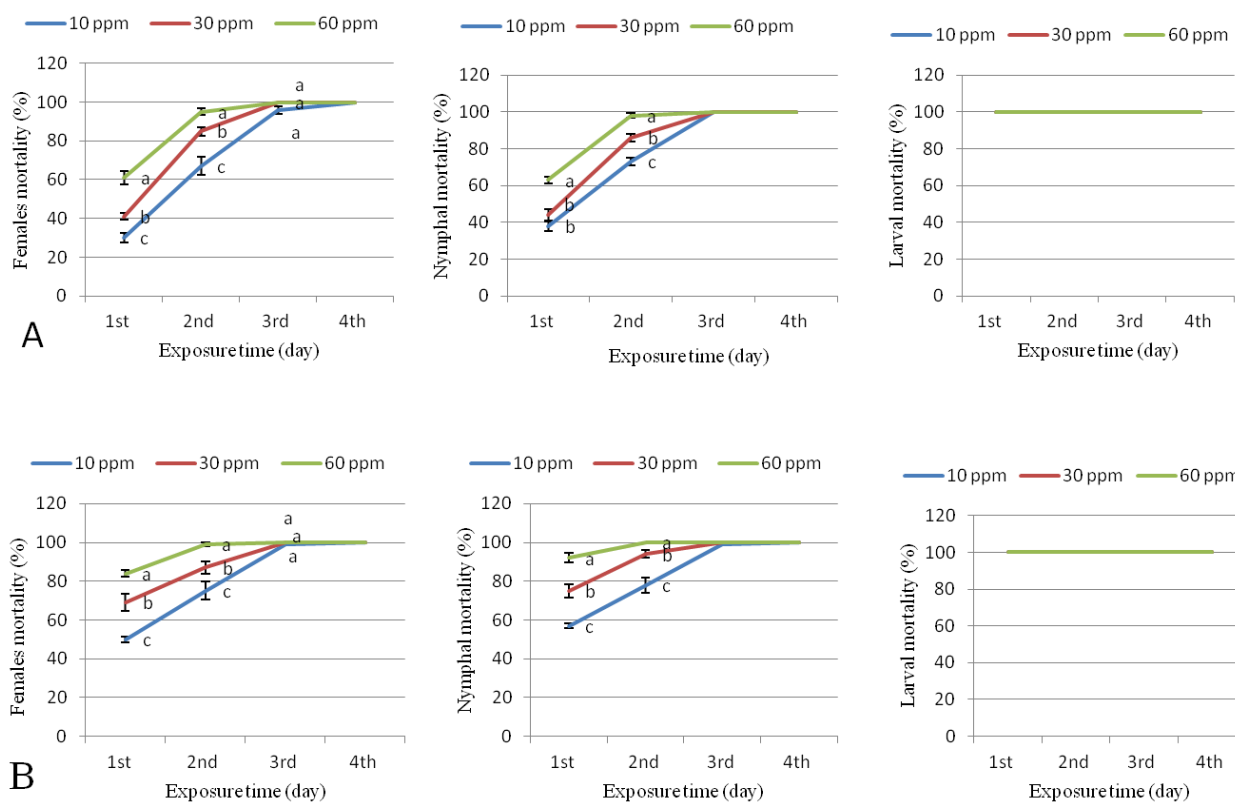 A
10 ppm 30 ppm 60 ppm
Females mortality (%)
120
100
80
60
40
20
0
a
b
c
a
b
c
a
a
a
1st 2nd 3rd 4th
Exposure time (day)
10 ppm 30 ppm 60 ppm
Nymphal mortality (%)
120
100
80
60
40
20
0
a
b
b
a
b
c
1st 2nd 3rd 4th
Exposure time (day)
10 ppm 30 ppm 60 ppm
Larval mortality (%)
120
100
80
60
40
20
0
1st 2nd 3rd 4th
Exposure time (day)
B
10 ppm 30 ppm 60 ppm
Females mortality (%)
120
100
80
60
40
20
0
a
b
c
a
b
c
a
a
a
1st 2nd 3rd 4th
Exposure time (day)
10 ppm 30 ppm 60 ppm
Nymphal mortality (%)
120
100
80
60
40
20
0
a
b
c
a
b
c
1st 2nd 3rd 4th
Exposure time (day)
10 ppm 30 ppm 60 ppm
Larval mortality (%)
120
100
80
60
40
20
0
1st 2nd 3rd 4th
Exposure time (day)